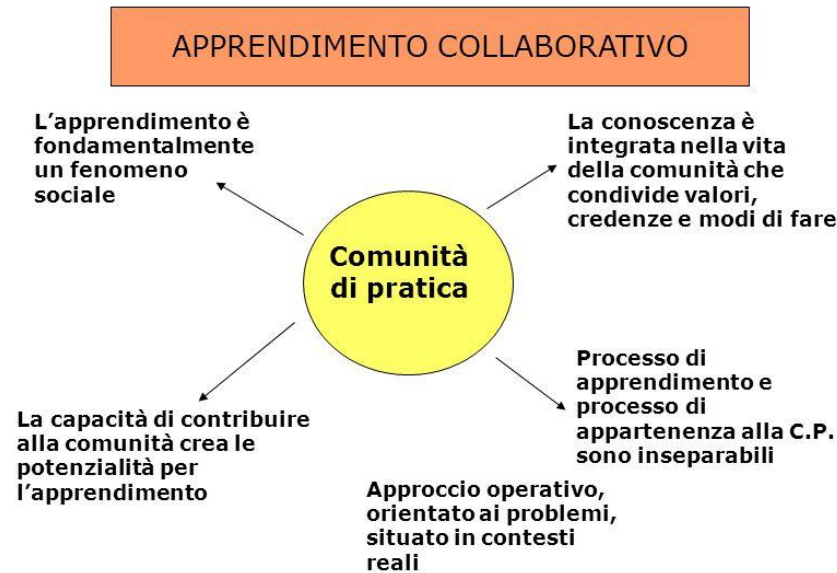 APPRENDIMENTO COLLABORATIVO
L’apprendimento è
fondamentalmente
un fenomeno
sociale
La conoscenza è
integrata nella vita
della comunità che
condivide valori,
credenze e modi di fare
Comunità
di pratica
La capacità di contribuire
alla comunità crea le
potenzialità per
l’apprendimento
Processo di
apprendimento e
processo di
appartenenza alla C.P.
sono inseparabili
Approccio operativo,
orientato ai problemi,
situato in contesti
reali